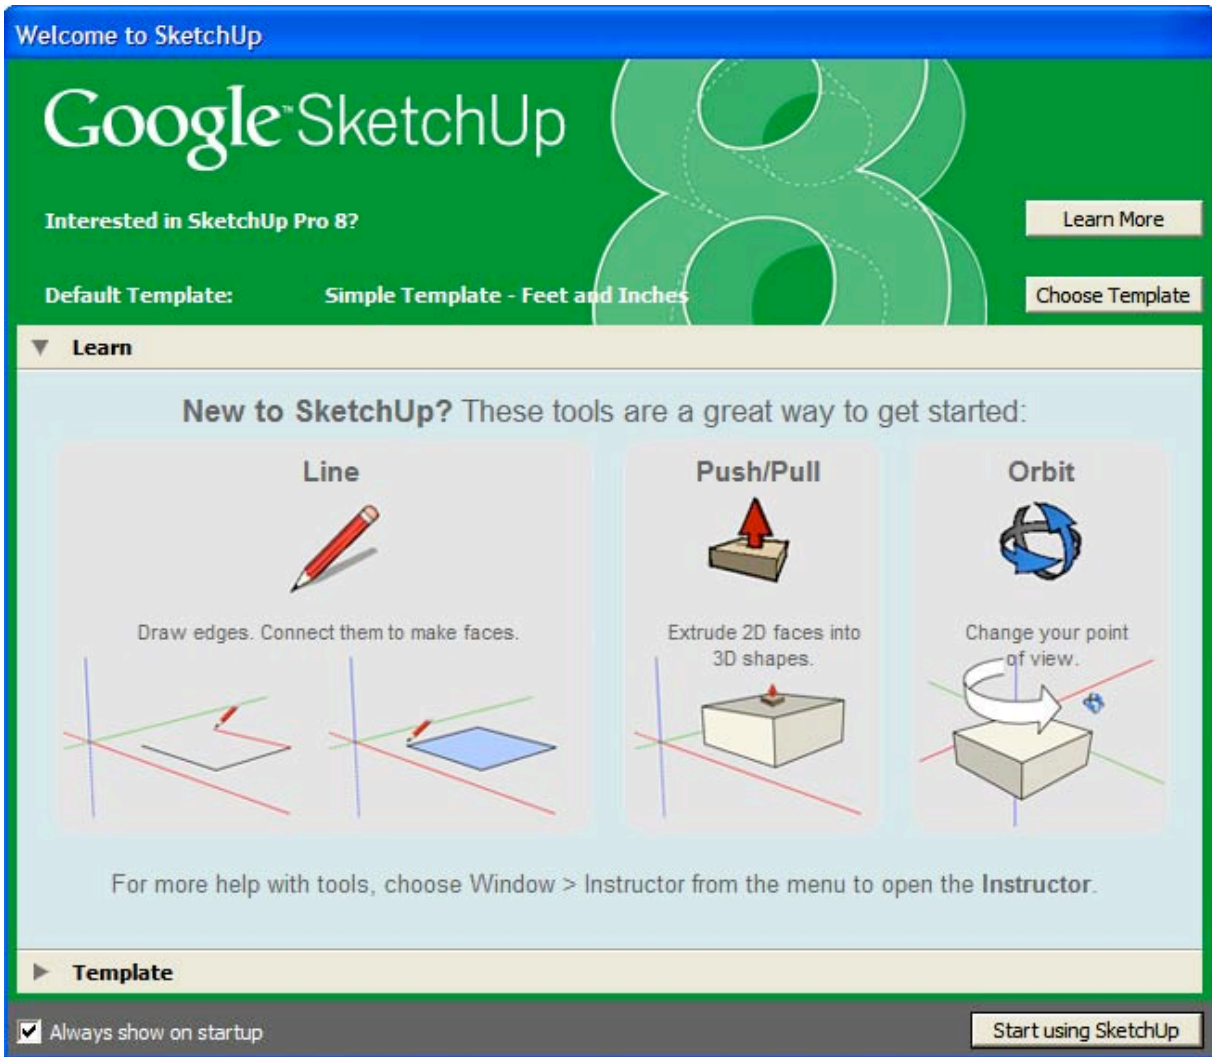 Welcome to SketchUp
Google™ SketchUp
Interested in SketchUp Pro 8?
Learn More
Default Template: Simple Template - Feet and Inches
Choose Template
Learn
New to SketchUp? These tools are a great way to get started:
Line
Draw edges. Connect them to make faces.
Push/Pull
Extrude 2D faces into
3D shapes.
Orbit
Change your point
of view.
For more help with tools, choose Window > Instructor from the menu to open the Instructor.
Template
Always show on startup
Start using SketchUp